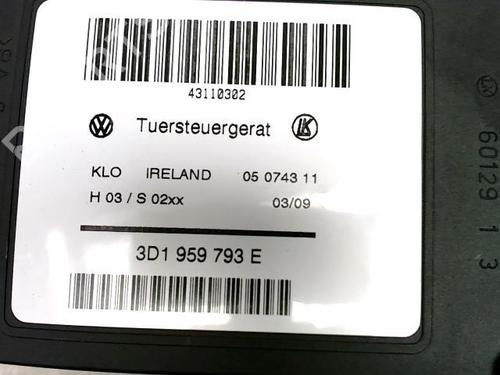 43110302
Tuersteuergerat
KLO IRELAND 05 0743 11
H 03 / S 02xx 03/09
3D1 959 793 E
60129 1 3